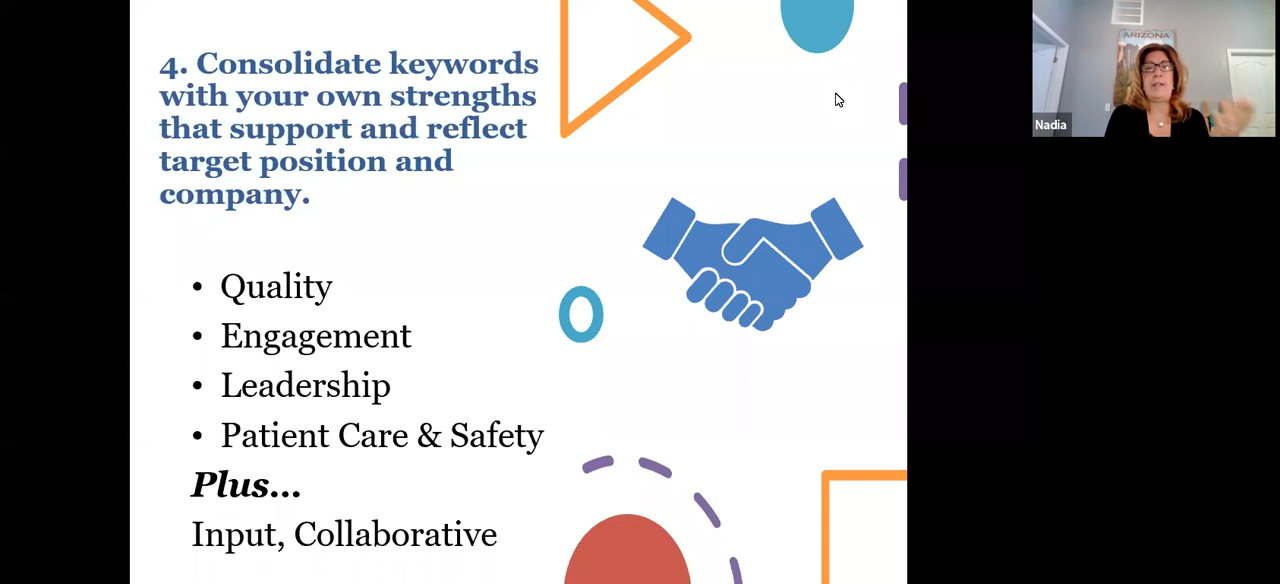 4. Consolidate keywords
with your own strengths
that support and reflect
target position and
company.
• Quality
• Engagement
• Leadership
• Patient Care & Safety
Plus...
Input, Collaborative
ARIZONA
Nadia